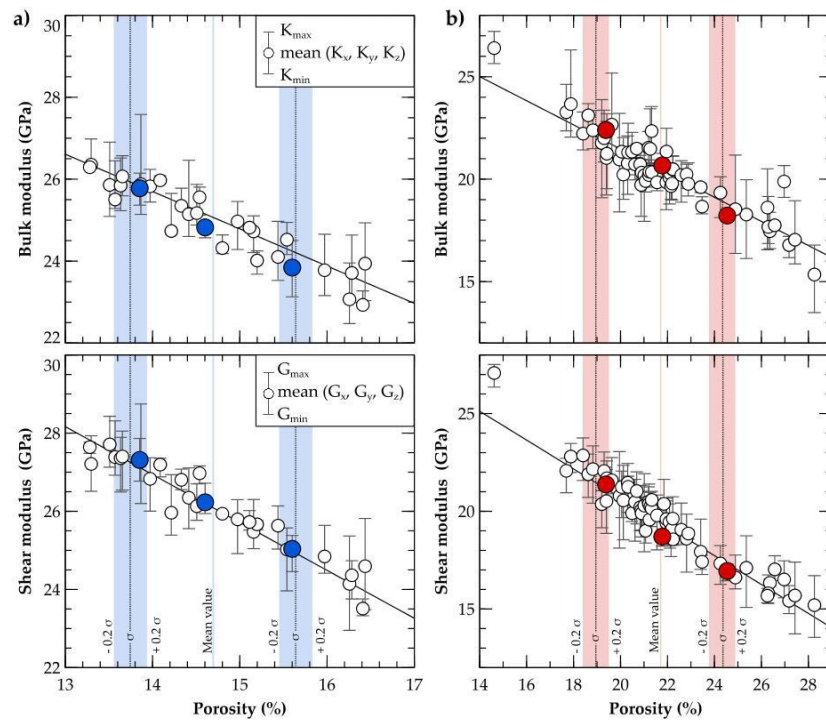 a)
b)
K_max
mean (K_x, K_y, K_z)
K_min
Bulk modulus (GPa)
30
28
26
24
22
Bulk modulus (GPa)
25
20
15
G_max
mean (G_x, G_y, G_z)
G_min
Shear modulus (GPa)
30
28
26
24
22
Shear modulus (GPa)
25
20
15
- 0.2 σ
σ
+ 0.2 σ
Mean value
- 0.2 σ
σ
+ 0.2 σ
- 0.2 σ
σ
+ 0.2 σ
Mean value
- 0.2 σ
σ
+ 0.2 σ
13 14 15 16 17
14 16 18 20 22 24 26 28
Porosity (%)
Porosity (%)